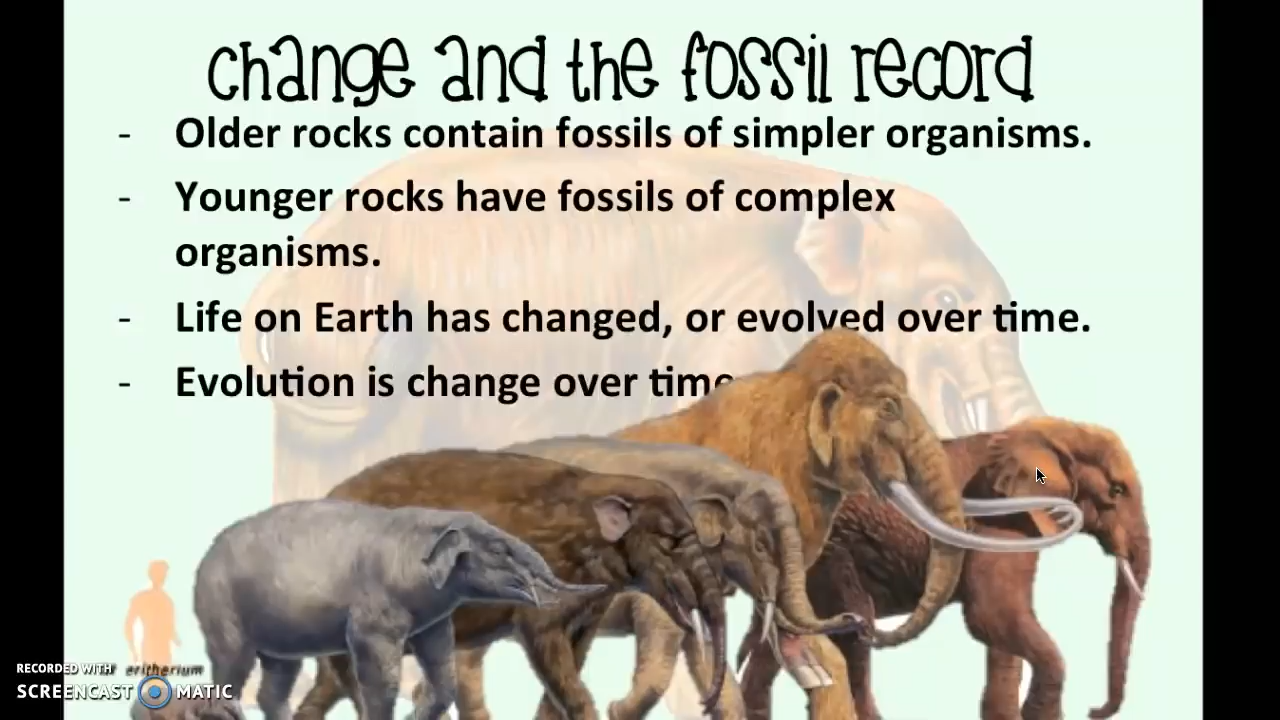 change and the fossil record
- Older rocks contain fossils of simpler organisms.
- Younger rocks have fossils of complex
organisms.
- Life on Earth has changed, or evolved over time.
- Evolution is change over time
RECORDED WITH eritherium
SCREENCAST MATIC